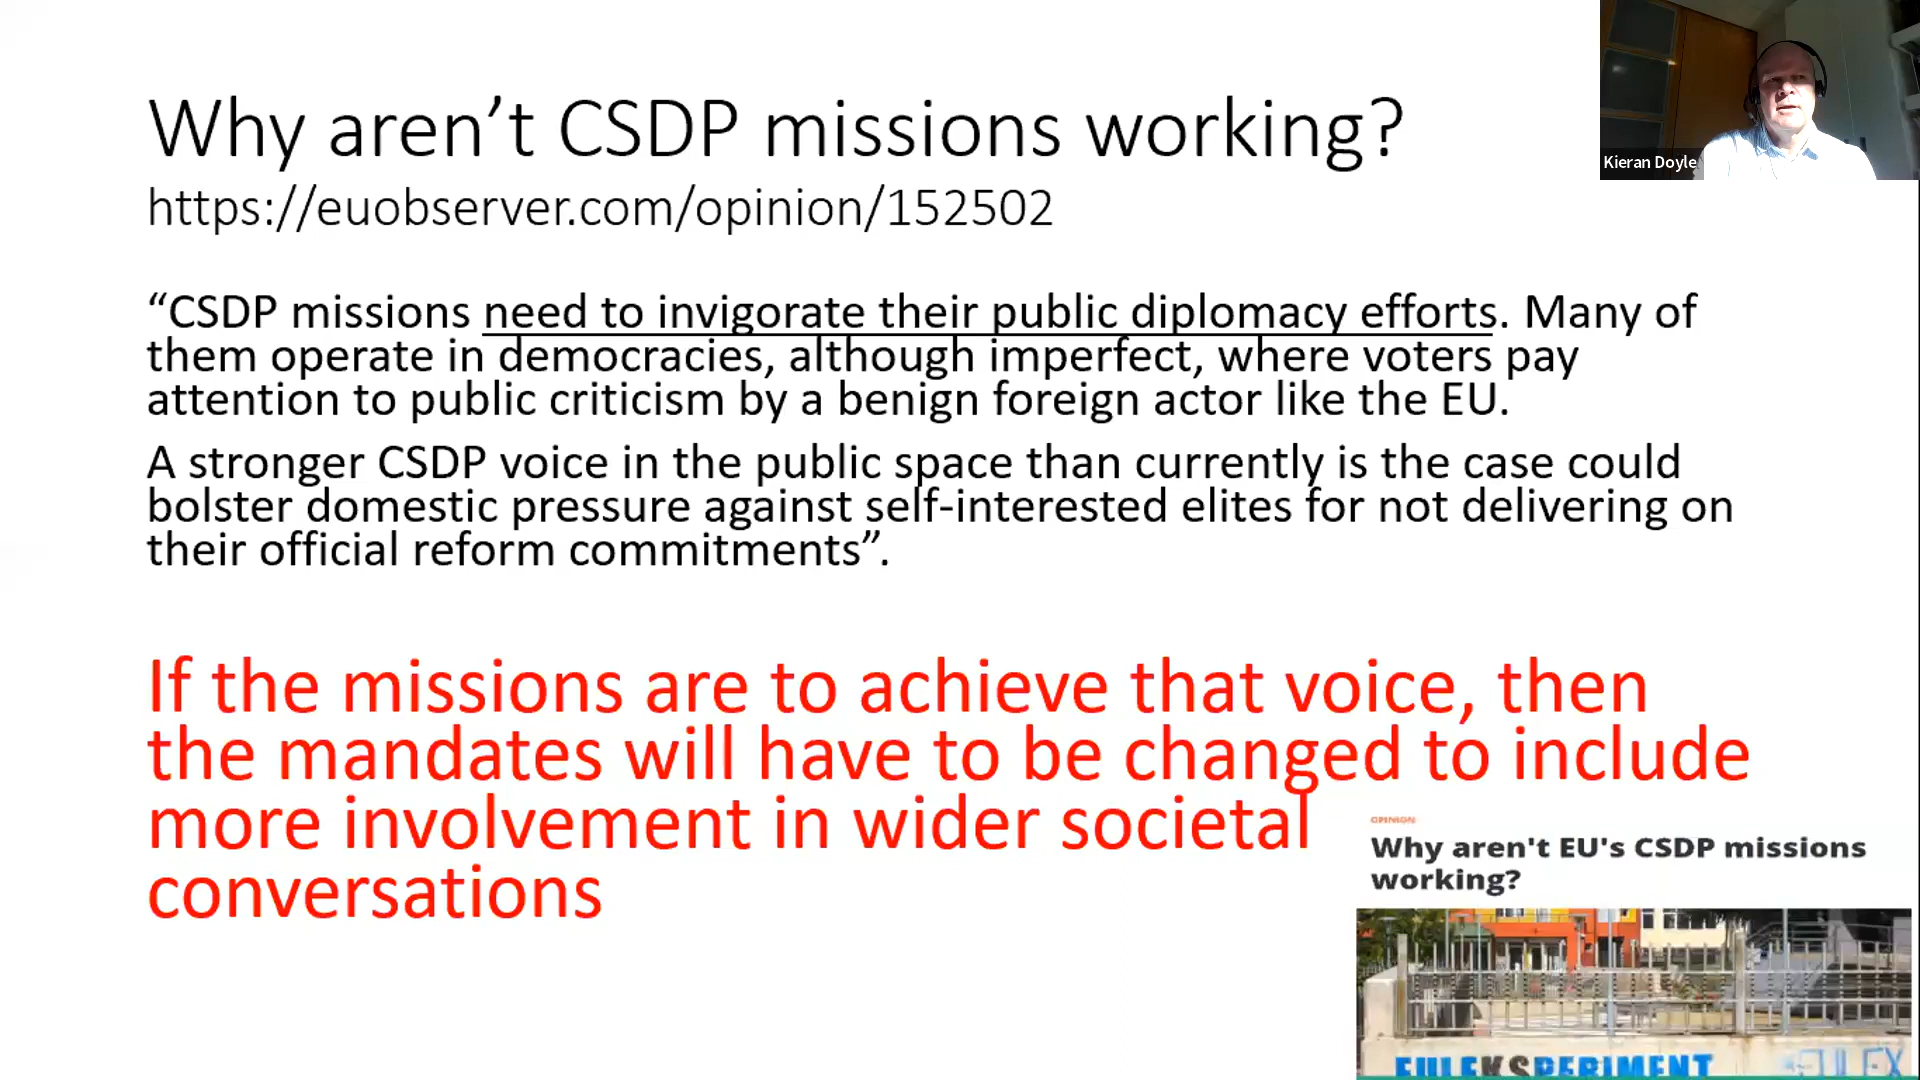 Why aren’t CSDP missions working?
https://euobserver.com/opinion/152502
Kieran Doyle
“CSDP missions need to invigorate their public diplomacy efforts. Many of
them operate in democracies, although imperfect, where voters pay
attention to public criticism by a benign foreign actor like the EU.
A stronger CSDP voice in the public space than currently is the case could
bolster domestic pressure against self-interested elites for not delivering on
their official reform commitments”.
If the missions are to achieve that voice, then
the mandates will have to be changed to include
more involvement in wider societal
conversations
OPINION
Why aren't EU's CSDP missions
working?
EULEKSPERIMENT
EULEX